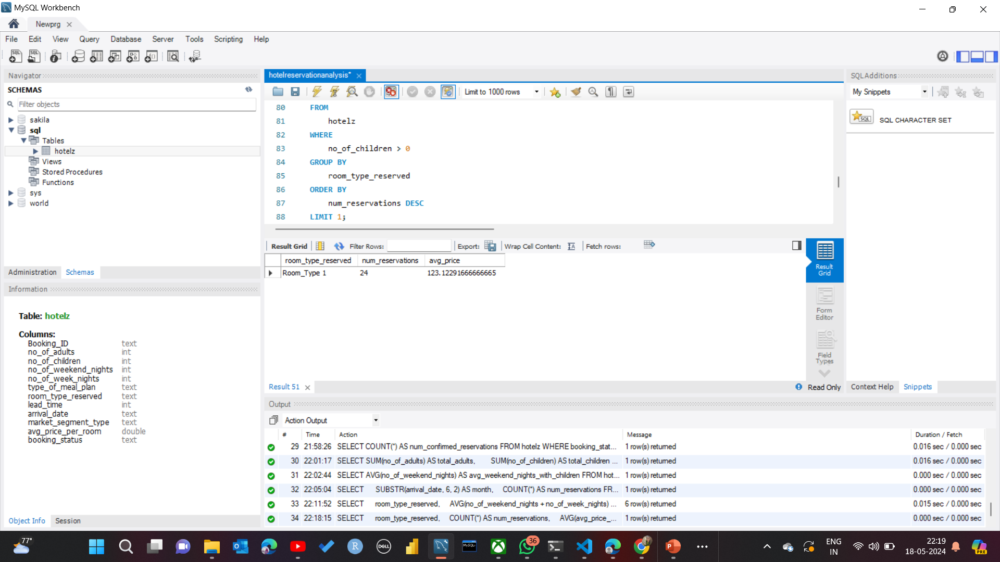 MySQL Workbench
Newprg
File Edit View Query Database Server Tools Scripting Help
Navigator
SCHEMAS
Filter objects
sakila
sql
Tables
hotelz
Views
Stored Procedures
Functions
sys
world
Administration Schemas
Information
Table: hotelz
Columns:
Booking_ID text
no_of_adults int
no_of_children int
no_of_weekend_nights int
no_of_week_nights int
type_of_meal_plan text
room_type_reserved text
lead_time int
arrival_date text
market_segment_type text
avg_price_per_room double
booking_status text
Object Info Session
hotelreservationanalysis*
Limit to 1000 rows
80 FROM
81 hotelz
82 WHERE
83 no_of_children > 0
84 GROUP BY
85 room_type_reserved
86 ORDER BY
87 num_reservations DESC
88 LIMIT 1;
Result Grid Filter Rows: Export: Wrap Cell Content: Fetch rows:
room_type_reserved num_reservations avg_price
Room_Type 1 24 123.12291666666665
Result Grid
Form Editor
Field Types
Result 51
Read Only
SQLAdditions
My Snippets
SQL
SQL CHARACTER SET
Context Help Snippets
Output
Action Output
# Time Action Message Duration / Fetch
29 21:58:26 SELECT COUNT(*) AS num_confirmed_reservations FROM hotelz WHERE booking_stat... 1 row(s) returned 0.016 sec / 0.000 sec
30 22:01:17 SELECT SUM(no_of_adults) AS total_adults, SUM(no_of_children) AS total_children ... 1 row(s) returned 0.016 sec / 0.000 sec
31 22:02:44 SELECT AVG(no_of_weekend_nights) AS avg_weekend_nights_with_children FROM hot... 1 row(s) returned 0.000 sec / 0.000 sec
32 22:05:04 SELECT SUBSTR(arrival_date, 6, 2) AS month, COUNT(*) AS num_reservations FR... 1 row(s) returned 0.000 sec / 0.000 sec
33 22:11:52 SELECT room_type_reserved, AVG(no_of_weekend_nights + no_of_week_nights) ... 6 row(s) returned 0.015 sec / 0.000 sec
34 22:18:15 SELECT room_type_reserved, COUNT(*) AS num_reservations, AVG(avg_price_... 1 row(s) returned 0.000 sec / 0.000 sec
77°
R
DELL
MySQL
36
P
ENG
IN
22:19
18-05-2024
PRE